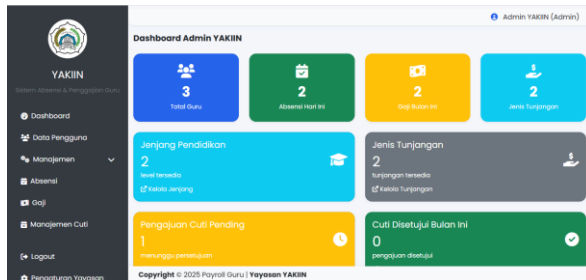 Admin YAKIIN (Admin)
Dashboard Admin YAKIIN
YAKIIN
Sistem Absensi & Penggajian Guru
Dashboard
Data Pengguna
Manajemen
Absensi
Gaji
Manajemen Cuti
Logout
Pengaturan Yayasan
3
Total Guru
2
Absensi Hari Ini
2
Gaji Bulan Ini
2
Jenis Tunjangan
Jenjang Pendidikan
2
level tersedia
Kelola Jenjang
Jenis Tunjangan
2
tunjangan tersedia
Kelola Tunjangan
Pengajuan Cuti Pending
1
menunggu persetujuan
Cuti Disetujui Bulan Ini
0
pengajuan disetujui
Copyright © 2025 Payroll Guru | Yayasan YAKIIN